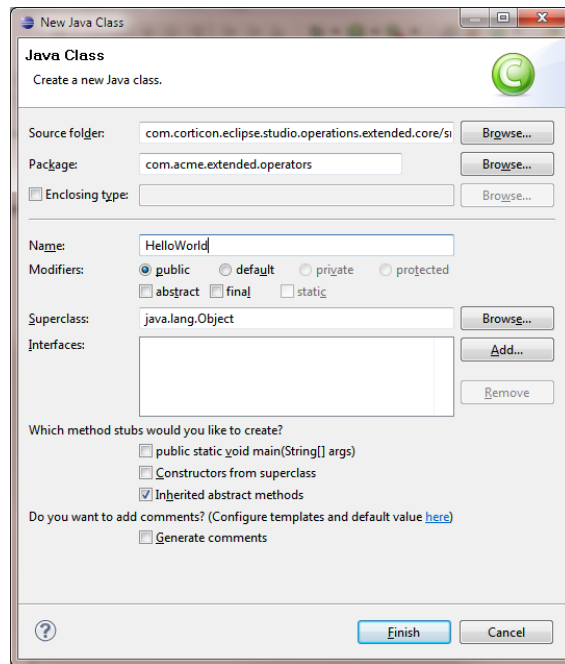 New Java Class
Java Class
Create a new Java class.
C
Source folder: com.corticon.eclipse.studio.operations.extended.core/sr Browse...
Package: com.acme.extended.operators Browse...
Enclosing type: Browse...
Name: HelloWorld
Modifiers: public default private protected
abstract final static
Superclass: java.lang.Object Browse...
Interfaces: Add...
Remove
Which method stubs would you like to create?
public static void main(String[] args)
Constructors from superclass
Inherited abstract methods
Do you want to add comments? (Configure templates and default value here)
Generate comments
? Finish Cancel